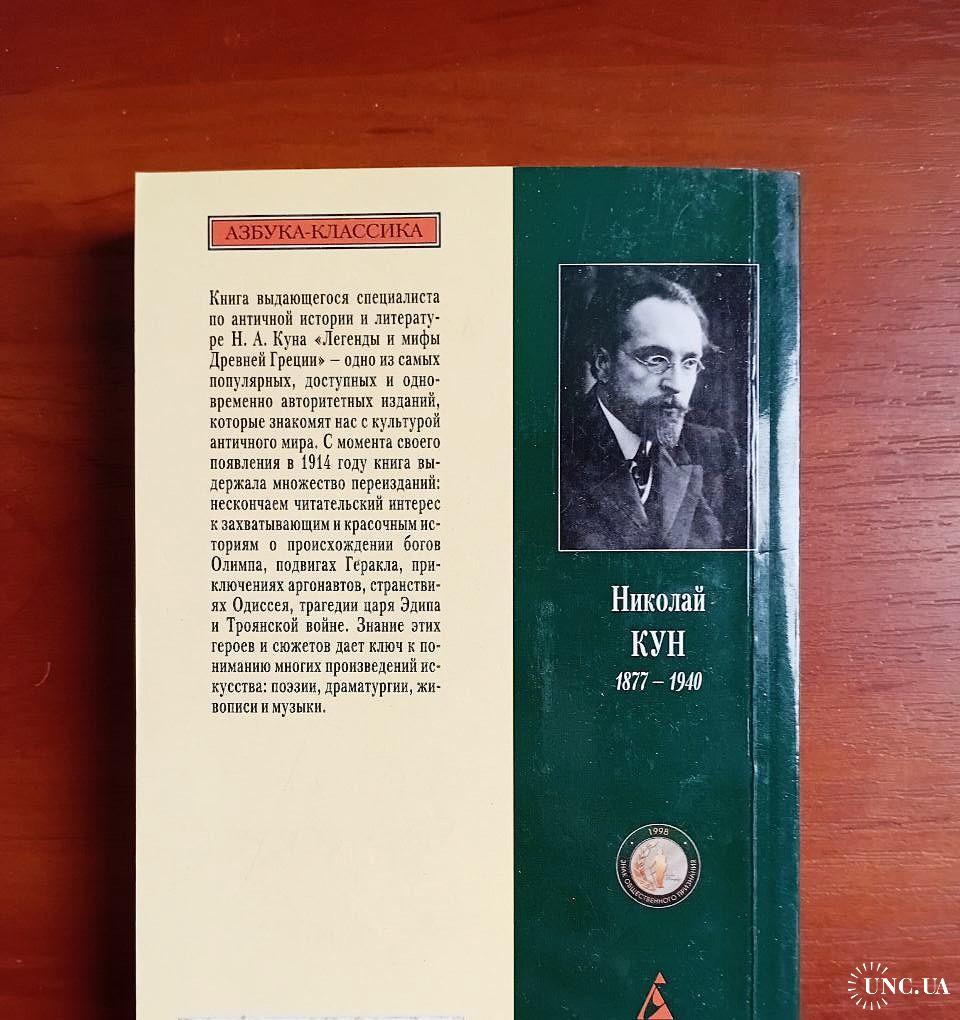 АЗБУКА-КЛАССИКА
Книга выдающегося специалиста
по античной истории и литерату-
ре Н. А. Куна «Легенды и мифы
Древней Греции» – одно из самых
популярных, доступных и одно-
временно авторитетных изданий,
которые знакомят нас с культурой
античного мира. С момента своего
появления в 1914 году книга вы-
держала множество переизданий:
нескончаем читательский интерес
к захватывающим и красочным ис-
ториям о происхождении богов
Олимпа, подвигах Геракла, при-
ключениях аргонавтов, странстви-
ях Одиссея, трагедии царя Эдипа
и Троянской войне. Знание этих
героев и сюжетов дает ключ к по-
ниманию многих произведений ис-
кусства: поэзии, драматургии, жи-
вописи и музыки.
Николай
КУН
1877 – 1940
1998
ЗНАК ОБЩЕСТВЕННОГО ПРИЗНАНИЯ
UNC.UA